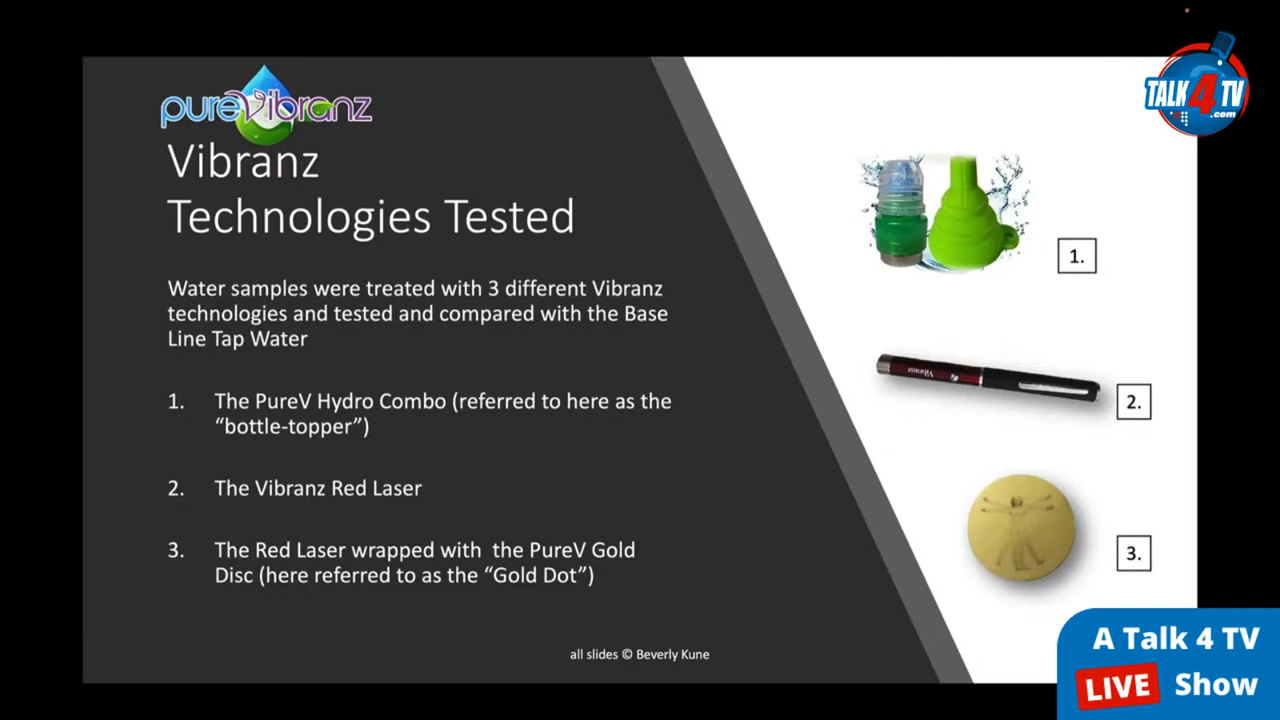 pureVibranz
Vibranz
Technologies Tested
Water samples were treated with 3 different Vibranz
technologies and tested and compared with the Base
Line Tap Water
1. The PureV Hydro Combo (referred to here as the
“bottle-topper”)
2. The Vibranz Red Laser
3. The Red Laser wrapped with the PureV Gold
Disc (here referred to as the “Gold Dot”)
all slides © Beverly Kune
1.
Vibranz
2.
3.
TALK4TV
.com
A Talk 4 TV
LIVE Show